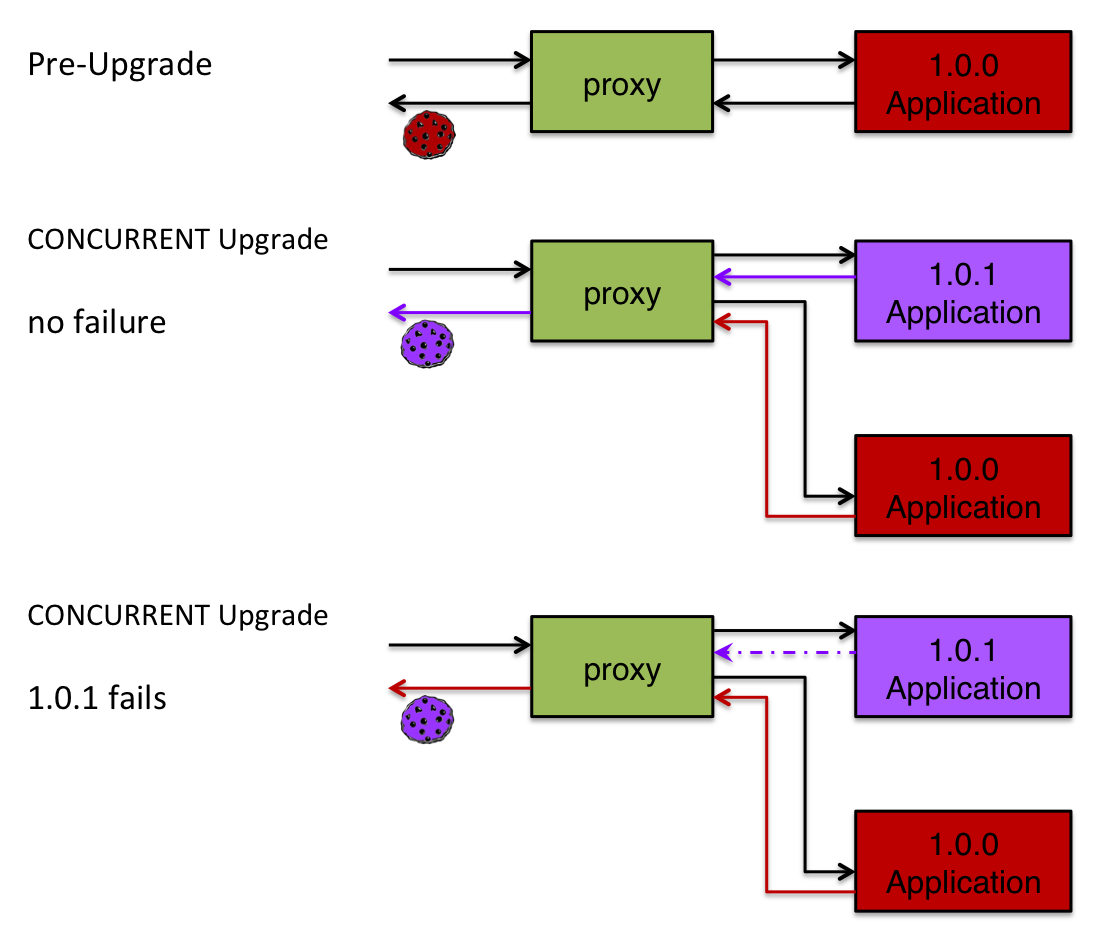 Pre-Upgrade
proxy
1.0.0
Application
CONCURRENT Upgrade
no failure
proxy
1.0.1
Application
1.0.0
Application
CONCURRENT Upgrade
1.0.1 fails
proxy
1.0.1
Application
1.0.0
Application